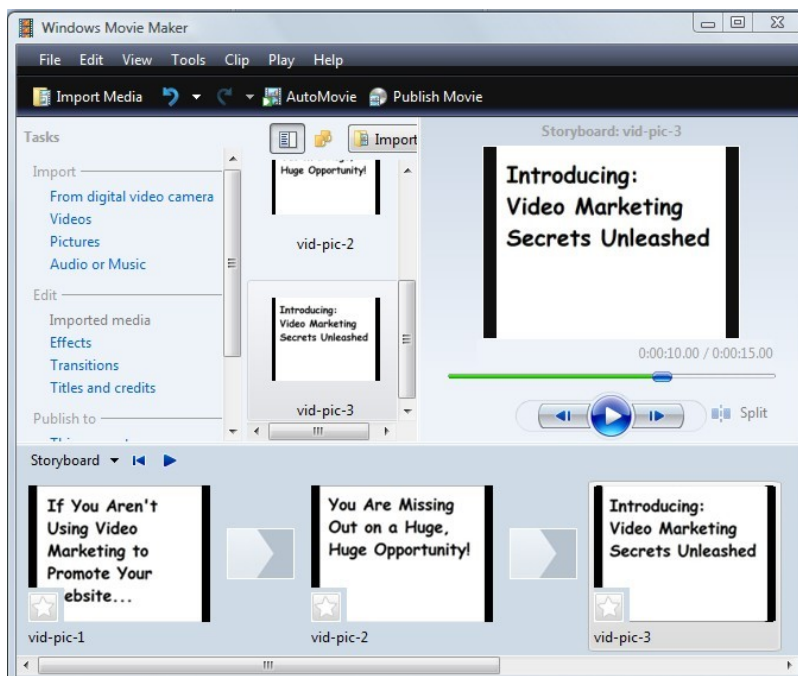 Windows Movie Maker
File Edit View Tools Clip Play Help
Import Media AutoMovie Publish Movie
Tasks
Import
From digital video camera
Videos
Pictures
Audio or Music
Edit
Imported media
Effects
Transitions
Titles and credits
Publish to
Import
Huge Opportunity!
vid-pic-2
Introducing:
Video Marketing
Secrets Unleashed
vid-pic-3
Storyboard: vid-pic-3
Introducing:
Video Marketing
Secrets Unleashed
0:00:10.00 / 0:00:15.00
Split
Storyboard
If You Aren't
Using Video
Marketing to
Promote Your
ebsite...
vid-pic-1
You Are Missing
Out on a Huge,
Huge Opportunity!
vid-pic-2
Introducing:
Video Marketing
Secrets Unleashed
vid-pic-3